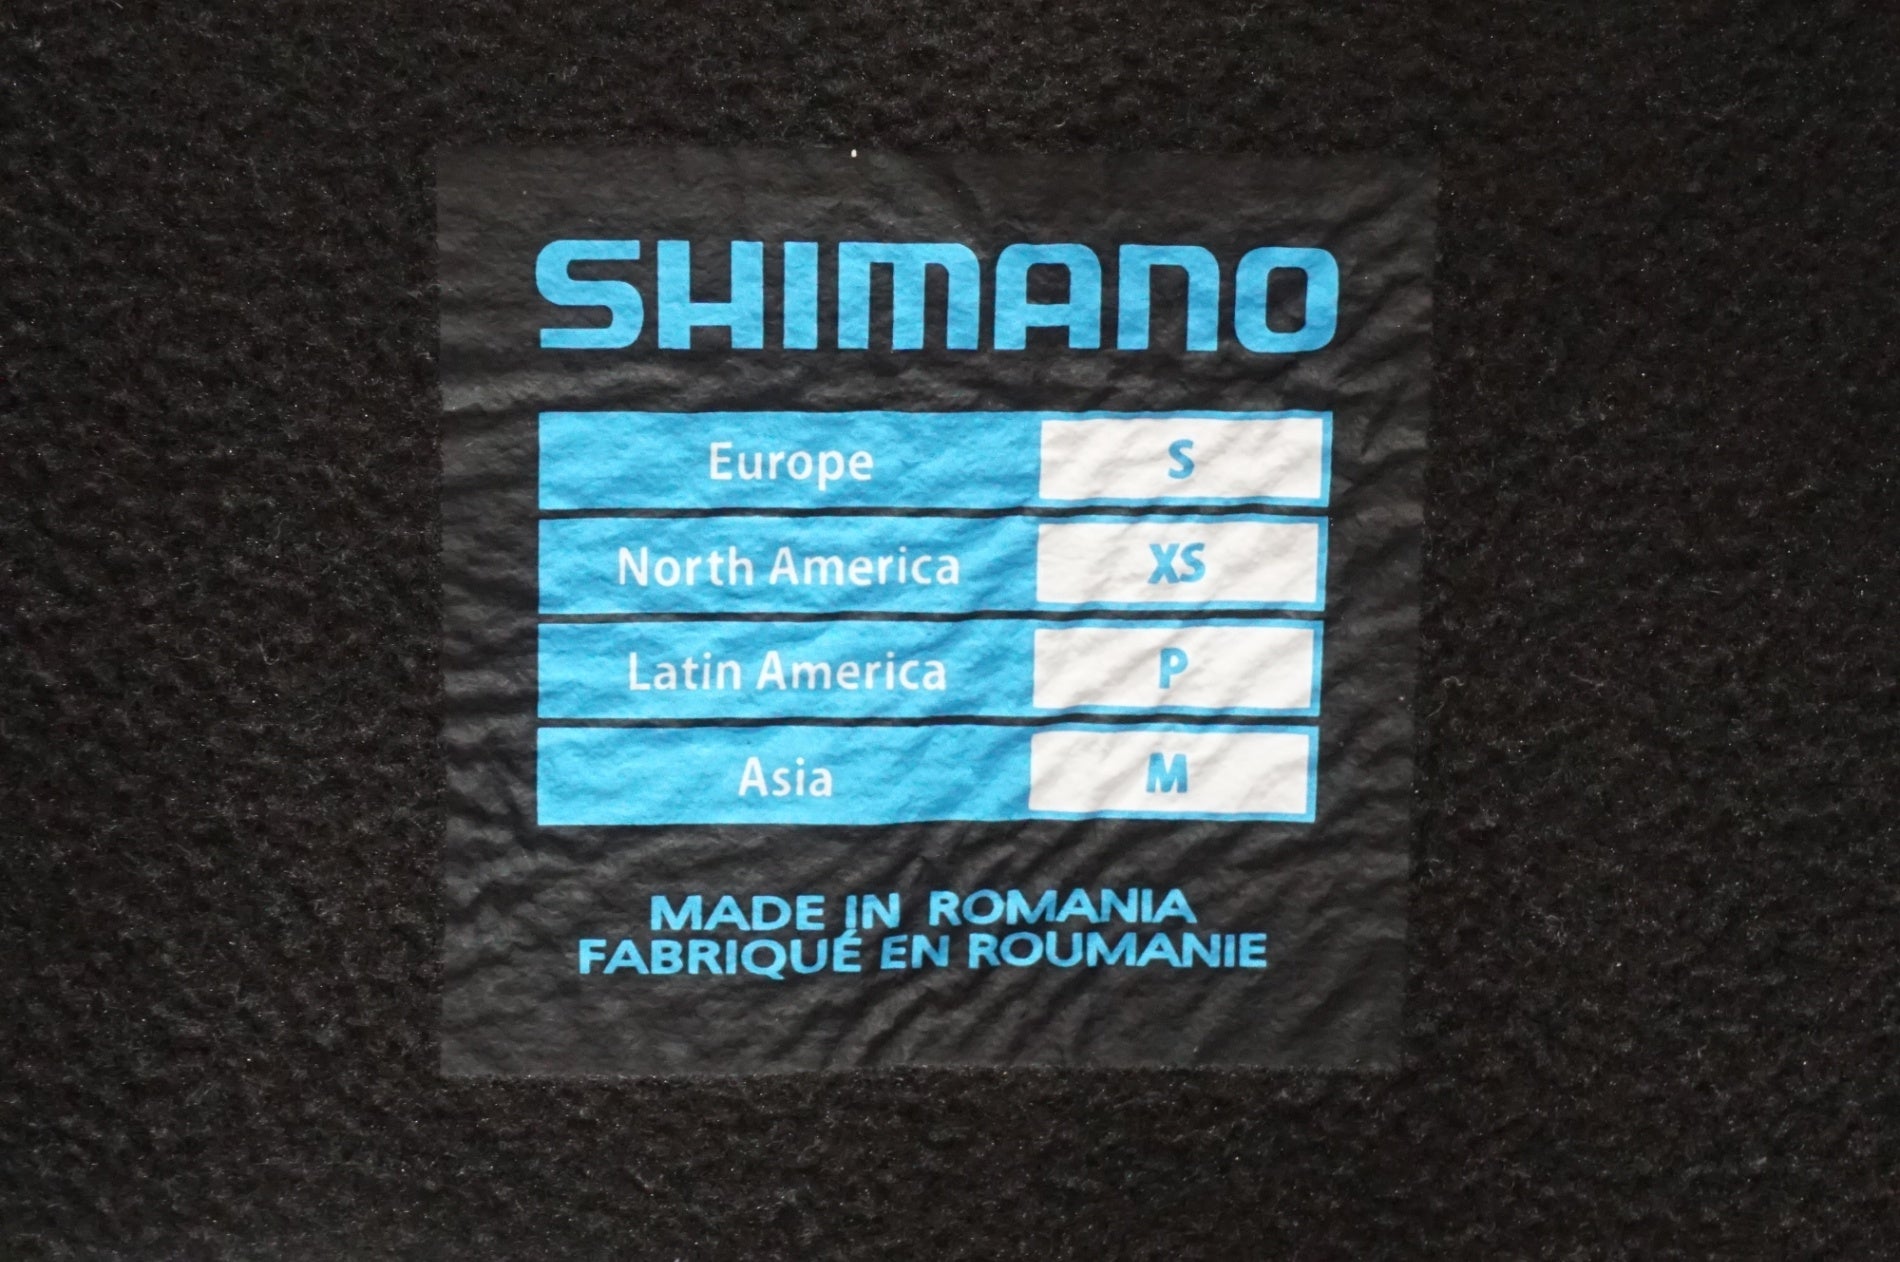 SHIMANO
Europe S
North America XS
Latin America P
Asia M
MADE IN ROMANIA
FABRIQUÉ EN ROUMANIE